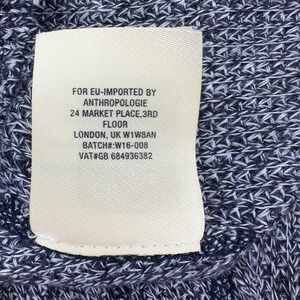 FOR EU-IMPORTED BY
ANTHROPOLOGIE
24 MARKET PLACE,3RD
FLOOR
LONDON, UK W1W8AN
BATCH#:W16-008
VAT#GB 684936382